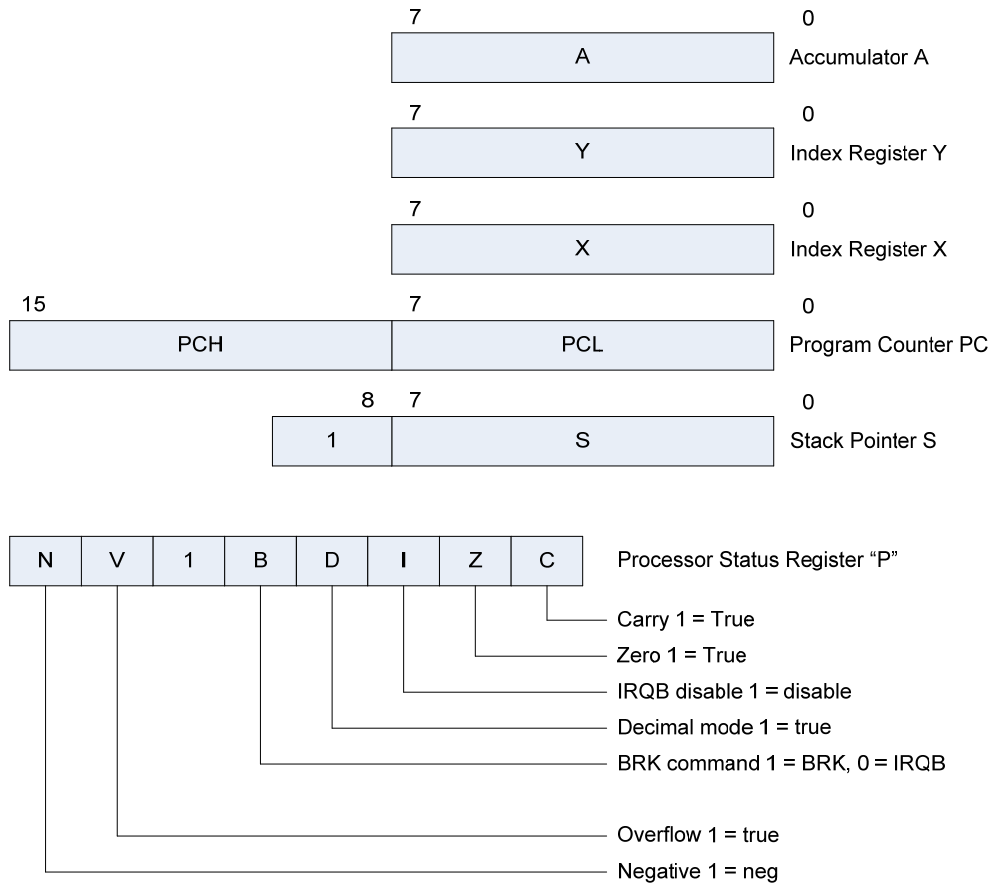 7 0
A Accumulator A
7 0
Y Index Register Y
7 0
X Index Register X
15 7 0
PCH PCL Program Counter PC
8 7 0
1 S Stack Pointer S
N V 1 B D I Z C Processor Status Register “P”
Carry 1 = True
Zero 1 = True
IRQB disable 1 = disable
Decimal mode 1 = true
BRK command 1 = BRK, 0 = IRQB
Overflow 1 = true
Negative 1 = neg